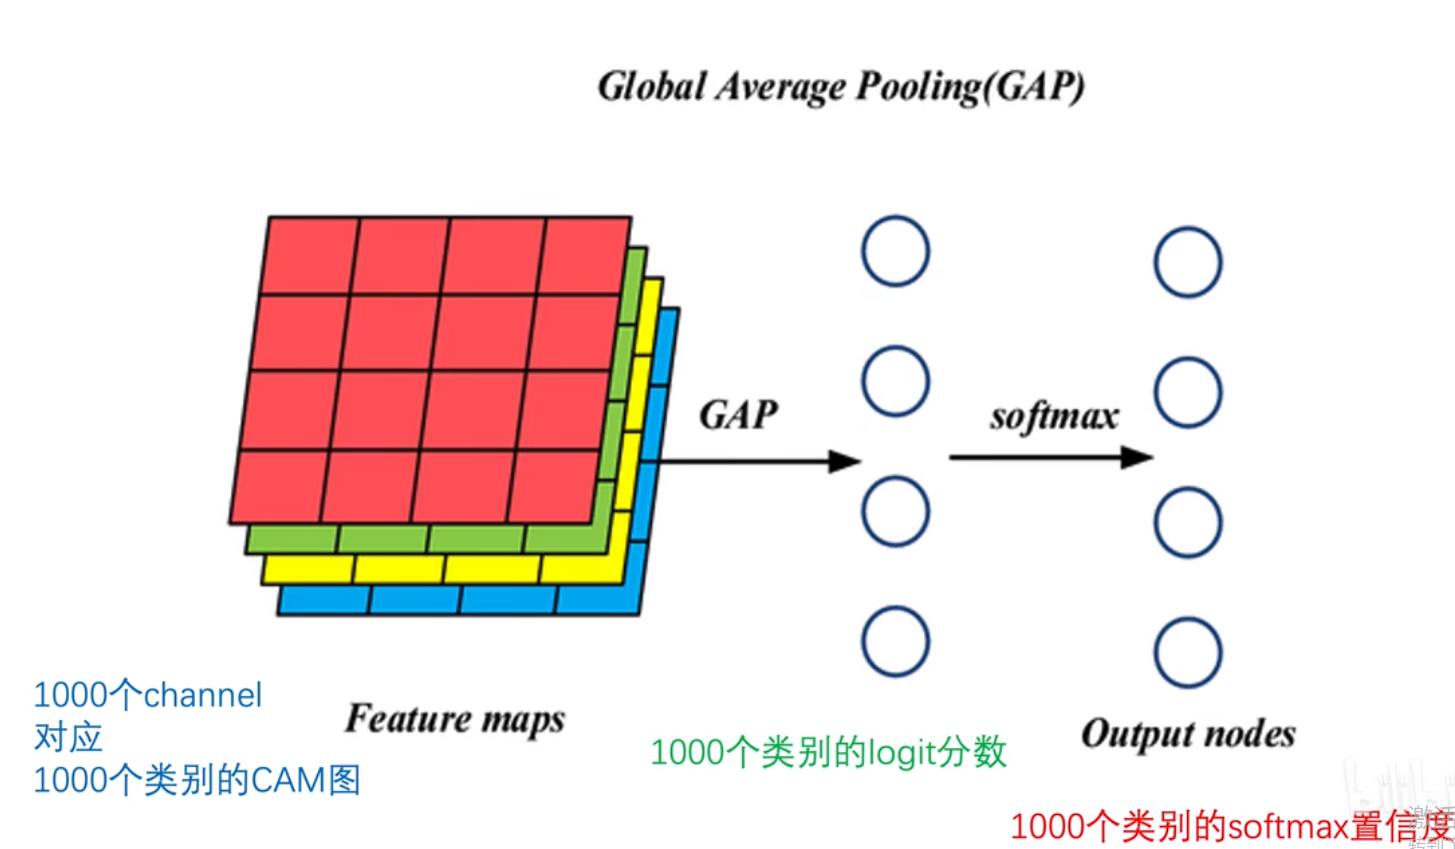 Global Average Pooling(GAP)
GAP
softmax
Feature maps
Output nodes
1000个channel
对应
1000个类别的CAM图
1000个类别的logit分数
1000个类别的softmax置信度